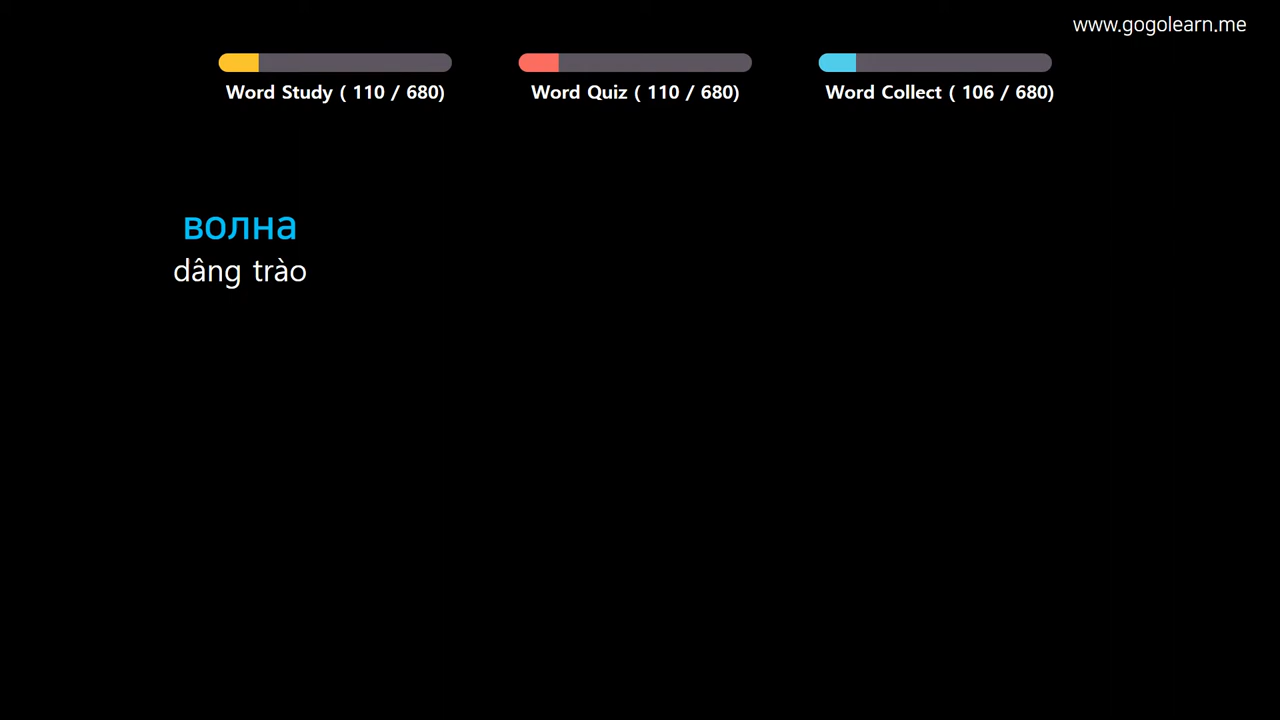 www.gogolearn.me
Word Study ( 110 / 680)
Word Quiz ( 110 / 680)
Word Collect ( 106 / 680)
волна
dâng trào